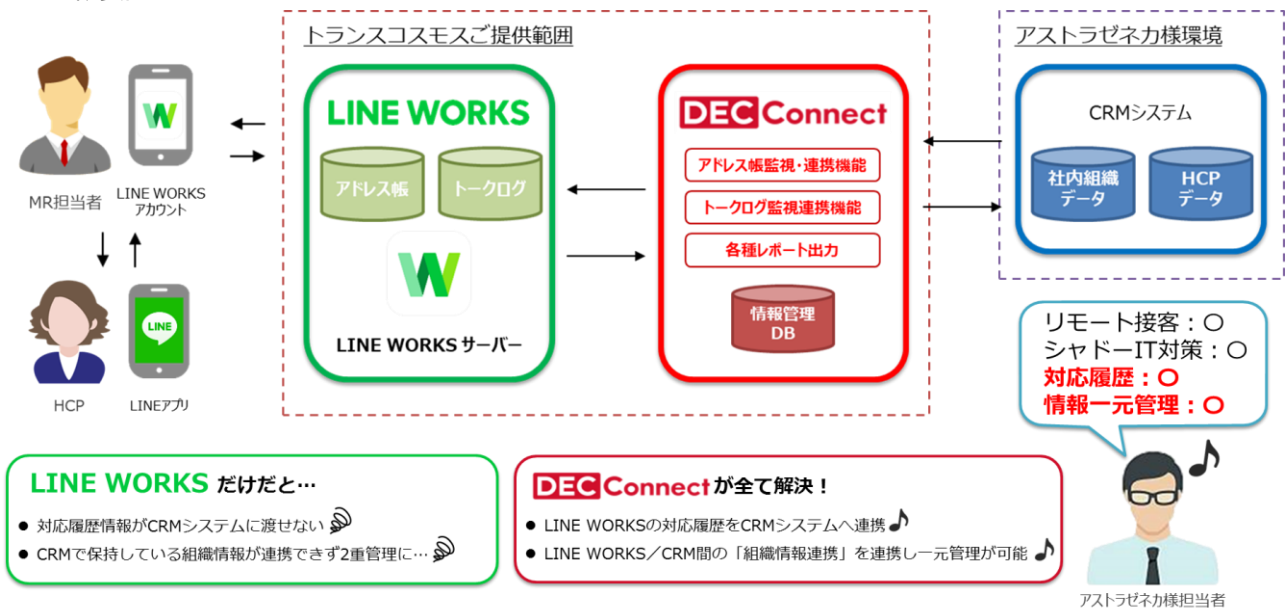 トランスコスモスご提供範囲
アストラゼネカ様環境
MR担当者
LINE WORKS
アカウント
HCP
LINE
LINEアプリ
LINE WORKS
アドレス帳
トークログ
LINE WORKS サーバー
DEC Connect
アドレス帳監視・連携機能
トークログ監視連携機能
各種レポート出力
情報管理
DB
CRMシステム
社内組織
データ
HCP
データ
リモート接客：〇
シャドーIT対策：〇
対応履歴：〇
情報一元管理：〇
アストラゼネカ様担当者
LINE WORKS だけだと…
● 対応履歴情報がCRMシステムに渡せない
● CRMで保持している組織情報が連携できず2重管理に…
DEC Connectが全て解決！
● LINE WORKSの対応履歴をCRMシステムへ連携
● LINE WORKS／CRM間の「組織情報連携」を連携し一元管理が可能